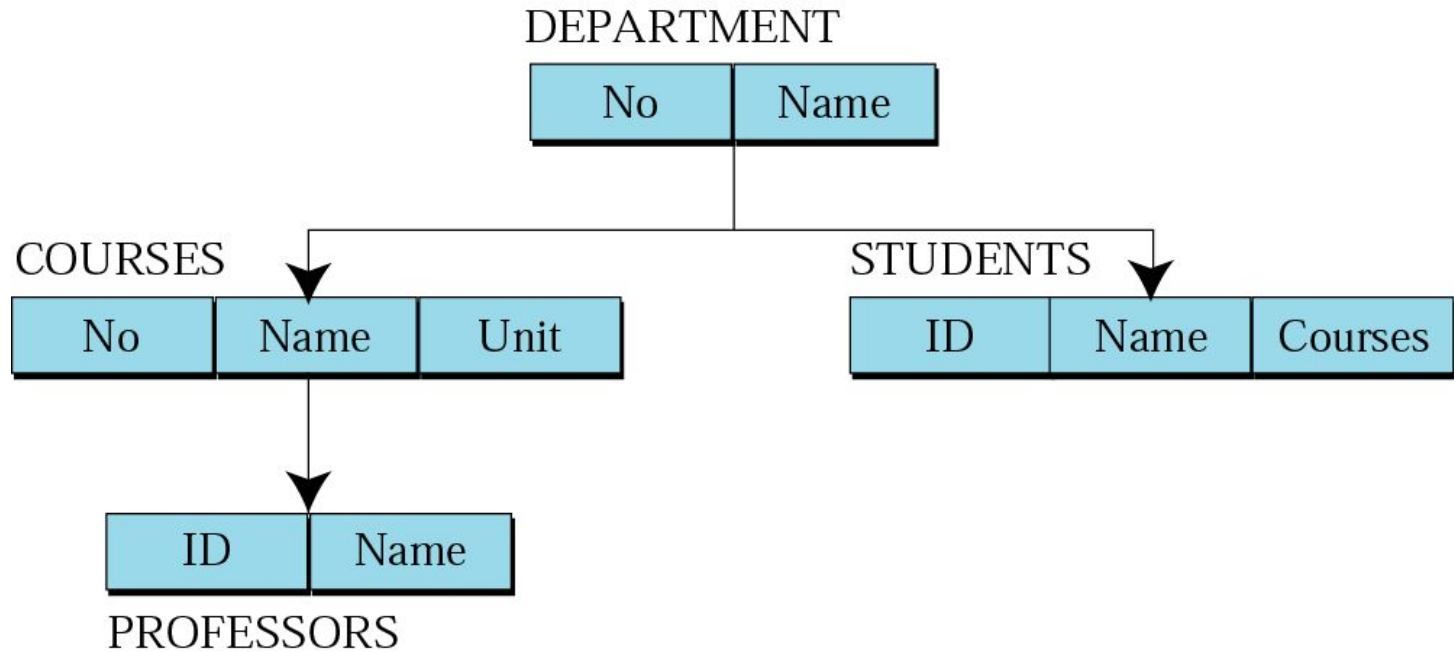 DEPARTMENT
No Name
COURSES
No Name Unit
STUDENTS
ID Name Courses
ID Name
PROFESSORS